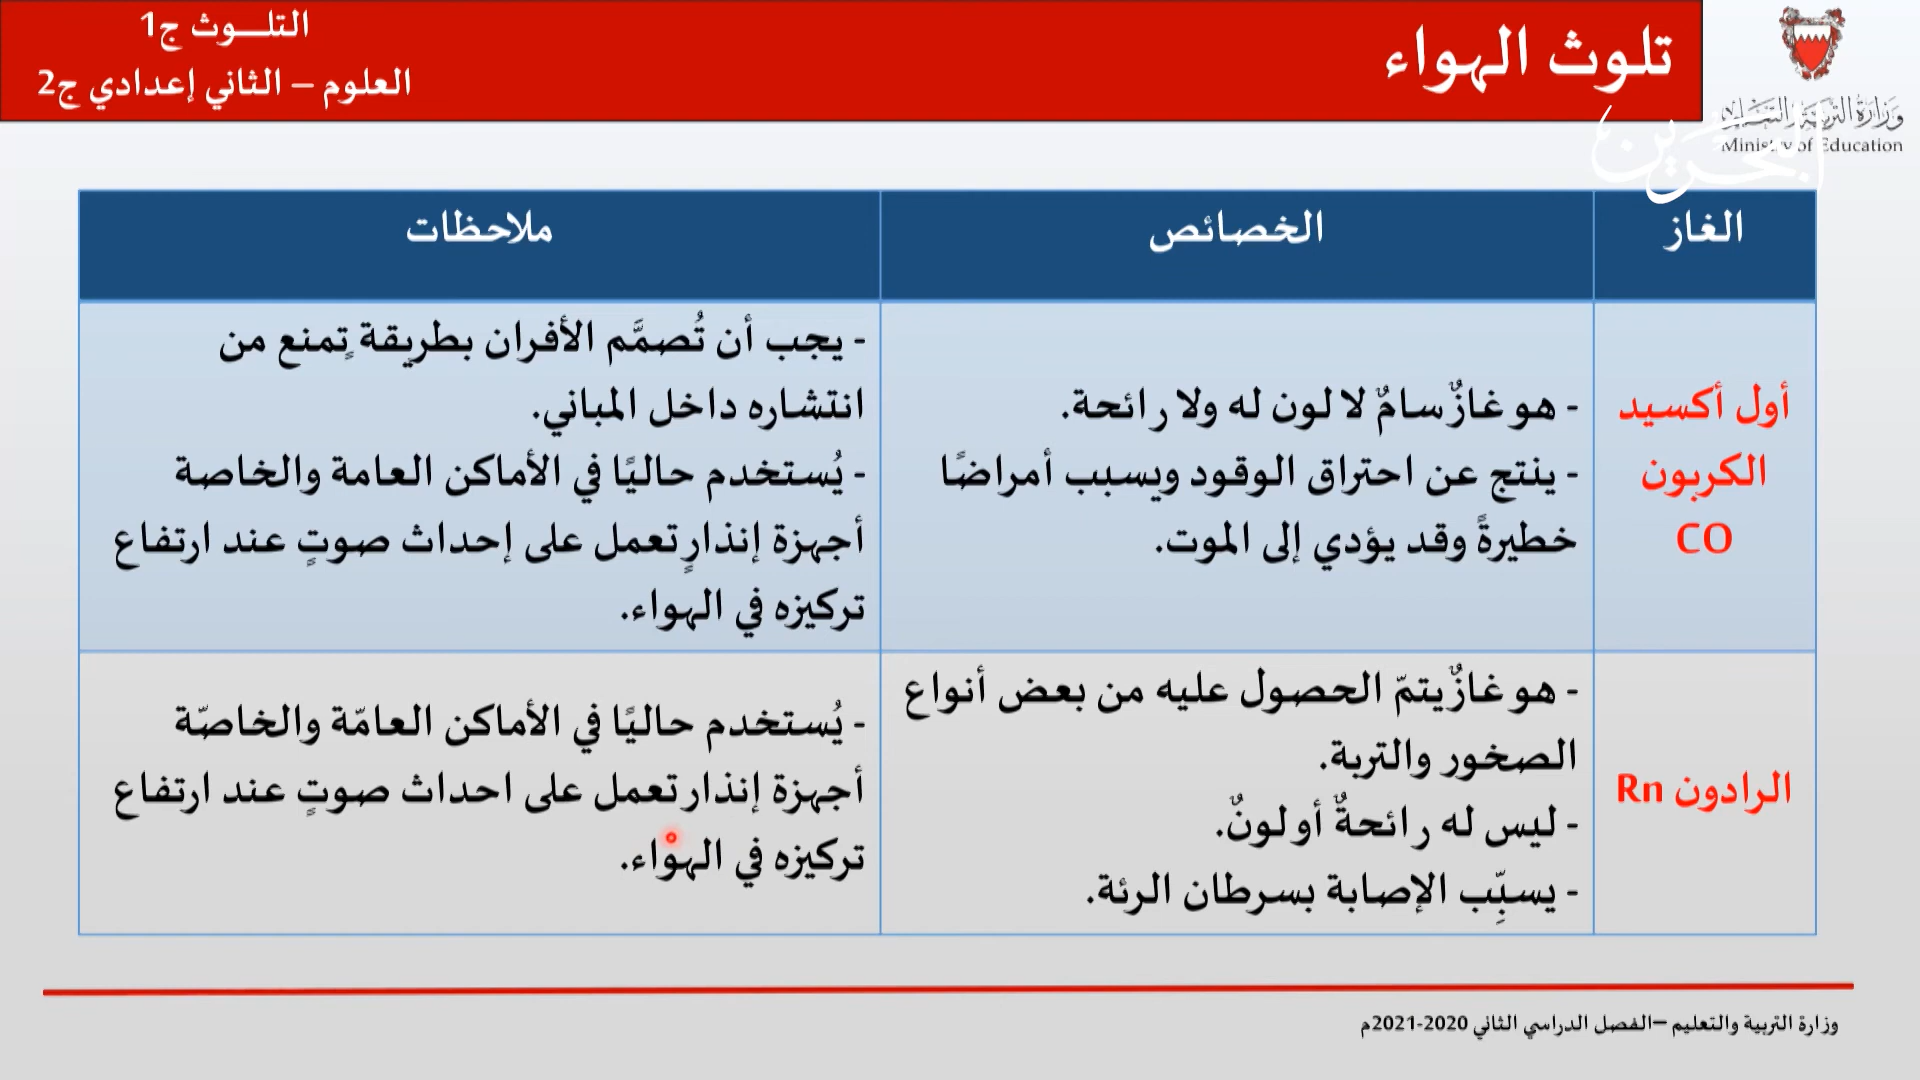 تلوث الهواء
التلـــوث ج1
العلوم – الثاني إعدادي ج2
وزارة التربية والتعليم
Ministry of Education
البحرين
الغاز
الخصائص
ملاحظات
أول أكسيد
الكربون
CO
- هو غازٌ سامٌ لا لون له ولا رائحة.
- ينتج عن احتراق الوقود ويسبب أمراضًا
خطيرةً وقد يؤدي إلى الموت.
- يجب أن تُصمَّم الأفران بطريقةٍ تمنع من
انتشاره داخل المباني.
- يُستخدم حاليًا في الأماكن العامة والخاصة
أجهزة إنذارٍ تعمل على إحداث صوتٍ عند ارتفاع
تركيزه في الهواء.
الرادون Rn
- هو غازٌ يتمّ الحصول عليه من بعض أنواع
الصخور والتربة.
- ليس له رائحةٌ أو لونٌ.
- يسبِّب الإصابة بسرطان الرئة.
- يُستخدم حاليًا في الأماكن العامّة والخاصّة
أجهزة إنذار تعمل على احداث صوتٍ عند ارتفاع
تركيزه في الهواء.
وزارة التربية والتعليم –الفصل الدراسي الثاني 2020-2021م